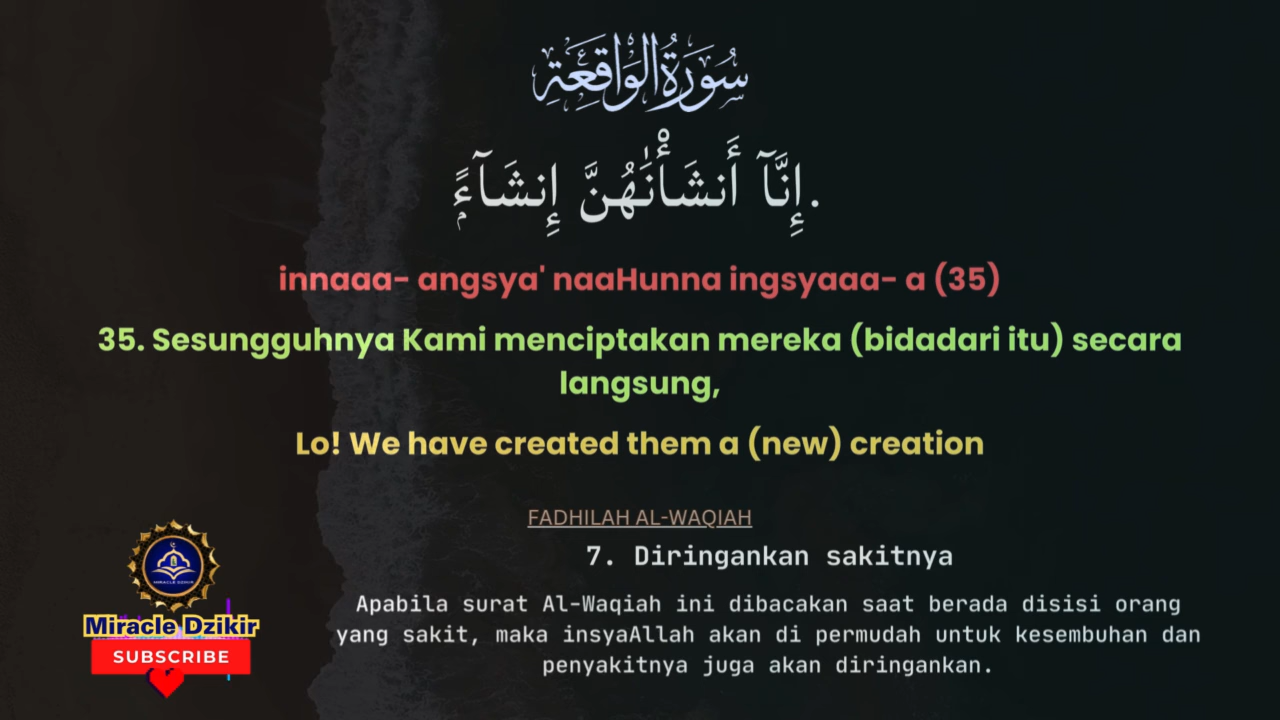 سُورَةُ الْوَاقِعَةِ
إِنَّآ أَنشَأْنَٰهُنَّ إِنشَآءًۭ.
innaaa- angsya' naaHunna ingsyaaa- a (35)
35. Sesungguhnya Kami menciptakan mereka (bidadari itu) secara
langsung,
Lo! We have created them a (new) creation
FADHILAH AL-WAQIAH
7. Diringankan sakitnya
Apabila surat Al-Waqiah ini dibacakan saat berada disisi orang
yang sakit, maka insyaAllah akan di permudah untuk kesembuhan dan
penyakitnya juga akan diringankan.
MIRACLE DZIKIR
Miracle Dzikir
SUBSCRIBE